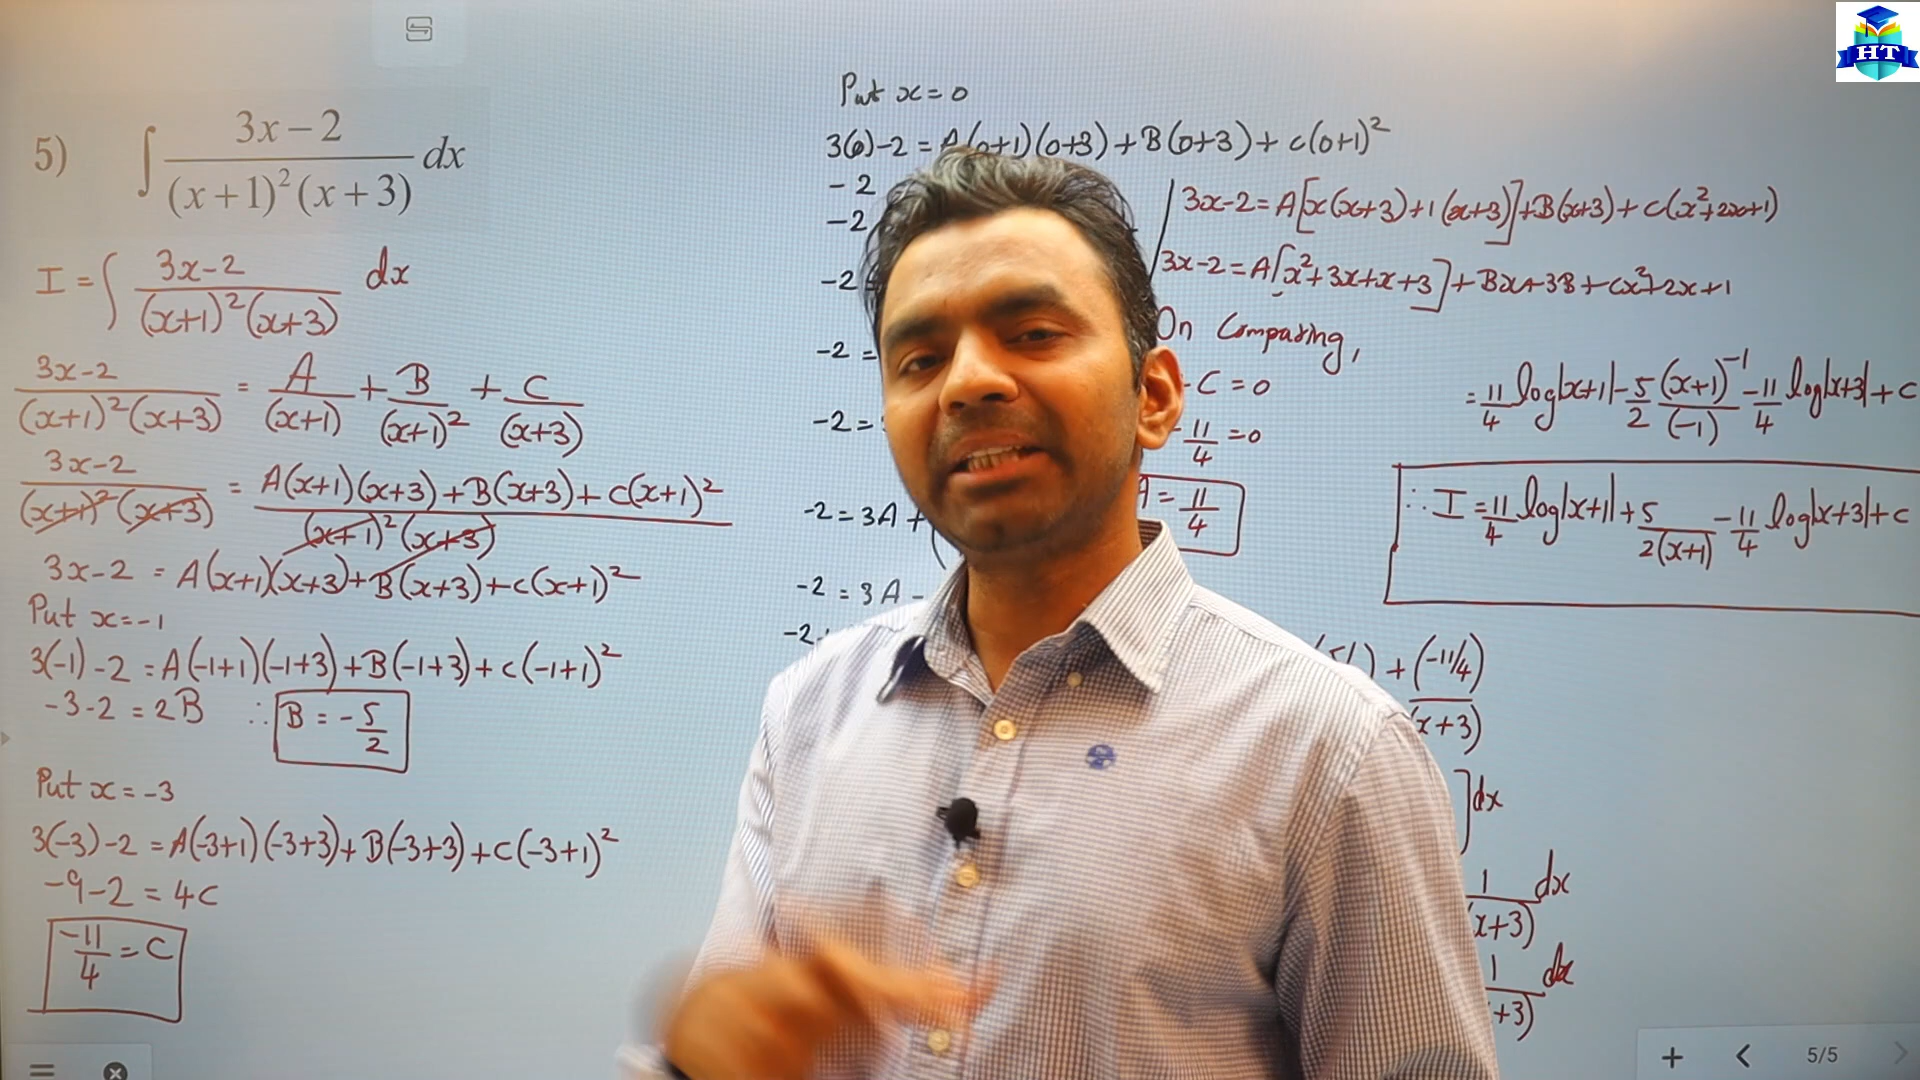 5) ∫ 3x−2 / (x+1)²(x+3) dx
I = ∫ 3x-2 / (x+1)²(x+3) dx
3x-2 / (x+1)²(x+3) = A / (x+1) + B / (x+1)² + C / (x+3)
3x-2 / (x+1)²(x+3) = A(x+1)(x+3)+B(x+3)+C(x+1)² / (x+1)²(x+3)
3x-2 = A(x+1)(x+3)+B(x+3)+C(x+1)²
Put x=-1
3(-1)-2 = A(-1+1)(-1+3)+B(-1+3)+C(-1+1)²
-3-2 = 2B ∴ B = -5/2
Put x=-3
3(-3)-2 = A(-3+1)(-3+3)+B(-3+3)+C(-3+1)²
-9-2 = 4C
-11/4 = C
Put x=0
3(0)-2 = A(0+1)(0+3)+B(0+3)+C(0+1)²
-2
-2
-2
-2 =
-2 =
-2 = 3A +
-2 = 3A -
-2
3x-2 = A[x(x+3)+1(x+3)]+B(x+3)+C(x²+2x+1)
3x-2 = A[x²+3x+x+3]+Bx+3B+Cx²+2x+1
On Comparing,
C = 0
11/4 = 0
= 11/4
= 11/4 log|x+1| - 5/2 (x+1)⁻¹/(-1) - 11/4 log|x+3| + C
∴ I = 11/4 log|x+1| + 5/2(x+1) - 11/4 log|x+3| + C
+ (-11/4) / (x+3)
]dx
1 / (x+3) dx
1 / +3) dx
5/5
HT